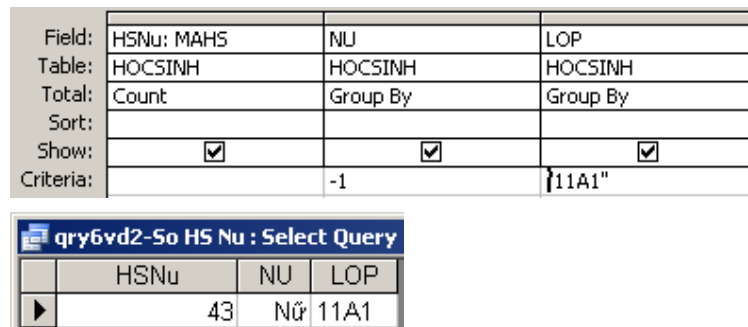 Field: HSNu: MAHS NU LOP
Table: HOCSINH HOCSINH HOCSINH
Total: Count Group By Group By
Sort:
Show:
Criteria: -1 "11A1"
qry6vd2-So HS Nu : Select Query
HSNu NU LOP
43 Nữ 11A1